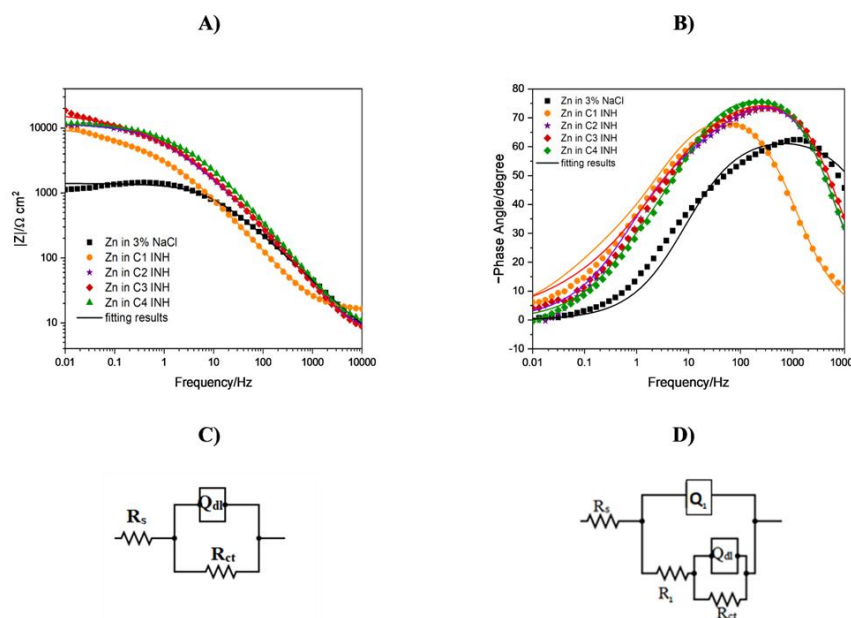 A)
B)
|Z|/Ω cm²
10000
1000
100
10
Zn in 3% NaCl
Zn in C1 INH
Zn in C2 INH
Zn in C3 INH
Zn in C4 INH
fitting results
0.01 0.1 1 10 100 1000 10000
Frequency/Hz
−Phase Angle/degree
80
70
60
50
40
30
20
10
0
-10
Zn in 3% NaCl
Zn in C1 INH
Zn in C2 INH
Zn in C3 INH
Zn in C4 INH
fitting results
0.01 0.1 1 10 100 1000 10000
Frequency/Hz
C)
D)
Qdl
Rs
Rct
Q1
Rs
Qdl
R1
Rct